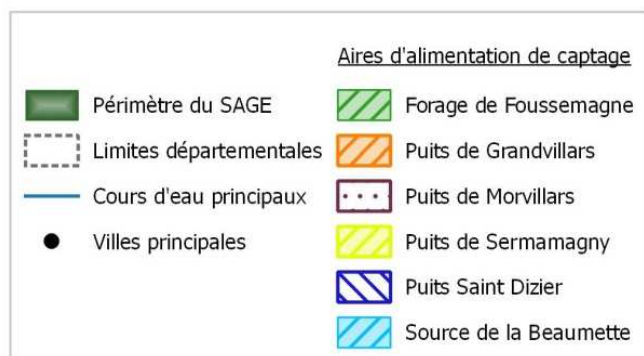 Aires d'alimentation de captage
Périmètre du SAGE
Limites départementales
Cours d'eau principaux
Villes principales
Forage de Foussemagne
Puits de Grandvillars
Puits de Morvillars
Puits de Sermamagny
Puits Saint Dizier
Source de la Beaumette